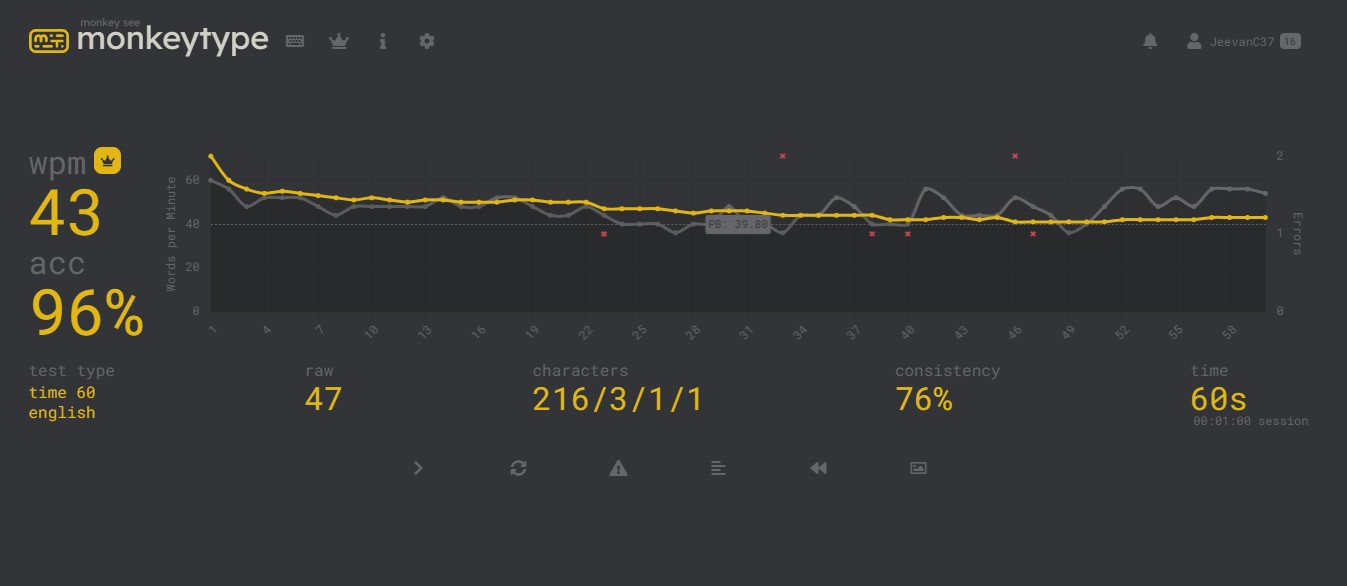 monkey see
monkeytype
JeevanC37 16
wpm
43
acc
96%
Words per Minute
60
40
20
0
PB: 39.80
2
1
0
Errors
1 4 7 10 13 16 19 22 25 28 31 34 37 40 43 46 49 52 55 58
test type
time 60
english
raw
47
characters
216/3/1/1
consistency
76%
time
60s
00:01:00 session